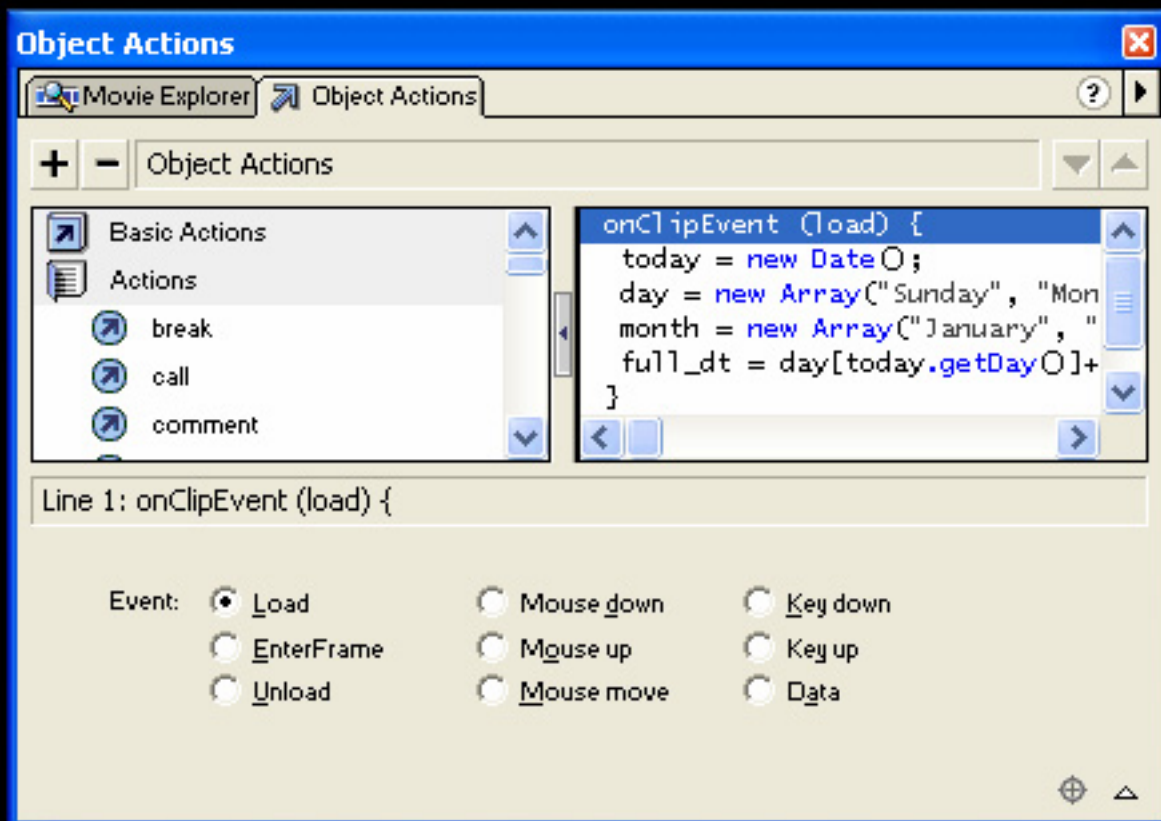 Object Actions
Movie Explorer Object Actions ?
+ - Object Actions
Basic Actions
Actions
break
call
comment
onClipEvent (load) {
today = new Date();
day = new Array("Sunday", "Mon
month = new Array("January", "
full_dt = day[today.getDay()]+
}
Line 1: onClipEvent (load) {
Event: Load Mouse down Key down
EnterFrame Mouse up Key up
Unload Mouse move Data